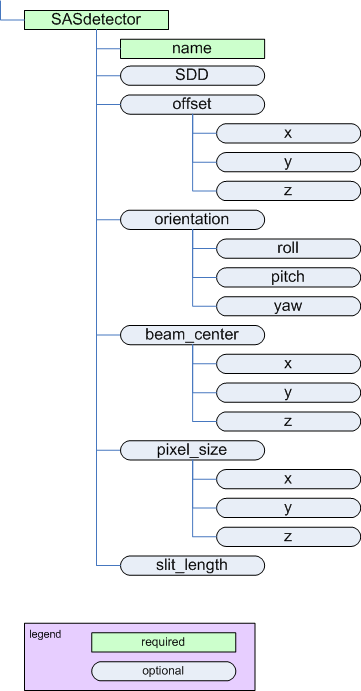 SASdetector
name
SDD
offset
x
y
z
orientation
roll
pitch
yaw
beam_center
x
y
z
pixel_size
x
y
z
slit_length
legend
required
optional